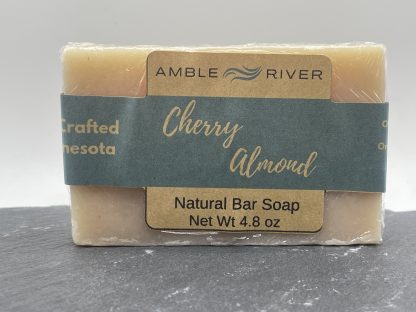 AMBLE RIVER
Crafted
nesota
Cherry
Almond
Natural Bar Soap
Net Wt 4.8 oz